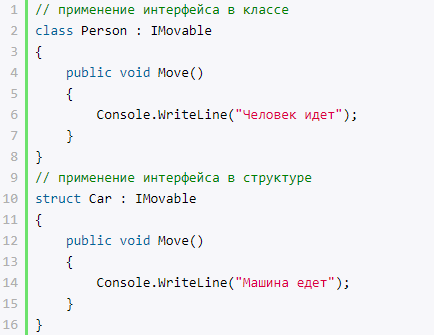 1 // применение интерфейса в классе
2 class Person : IMovable
3 {
4     public void Move()
5     {
6         Console.WriteLine("Человек идет");
7     }
8 }
9 // применение интерфейса в структуре
10 struct Car : IMovable
11 {
12     public void Move()
13     {
14         Console.WriteLine("Машина едет");
15     }
16 }